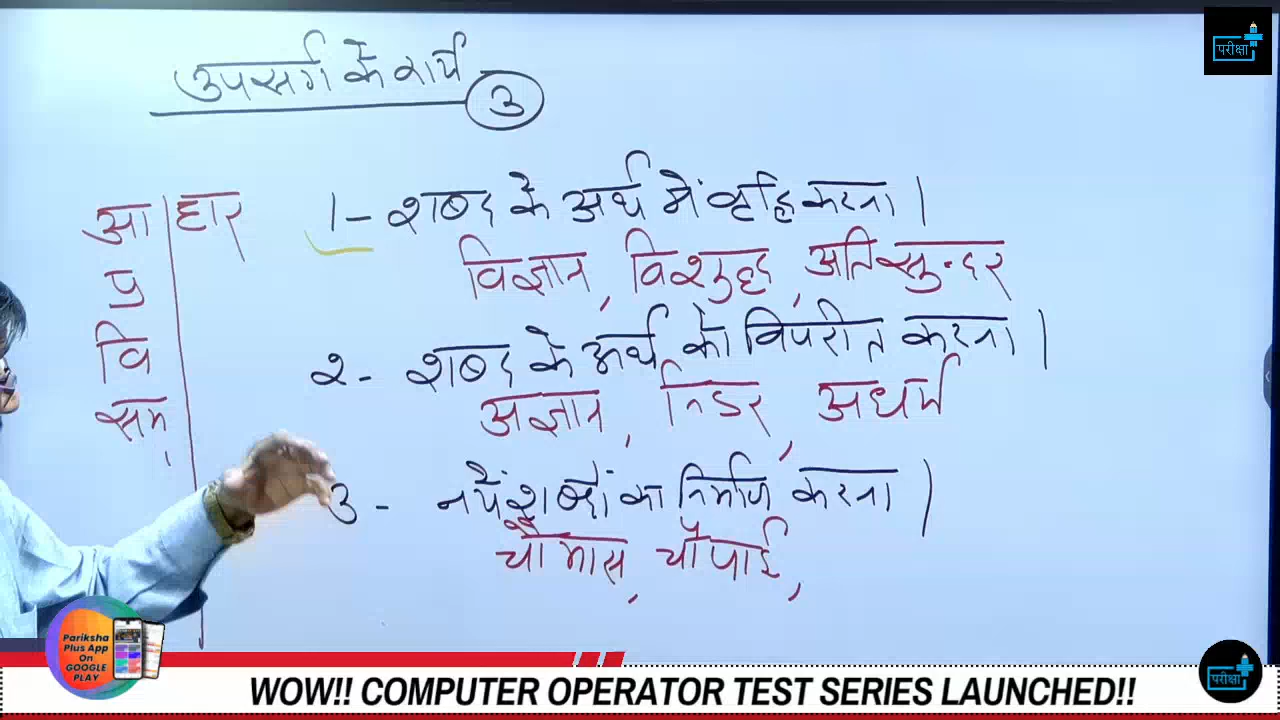 परीक्षा
उपसर्ग के कार्य
3
आ हार
प्र
वि
सम्
1- शब्द के अर्थ में वृद्धि करना।
विज्ञान, विशुद्ध, अतिसुन्दर
२- शब्द के अर्थ को विपरीत करना।
अज्ञान, निडर, अधर्म
3- नये शब्दों का निर्माण करना।
चौमास, चौपाई,
Pariksha
Plus App
On
GOOGLE
PLAY
WOW!! COMPUTER OPERATOR TEST SERIES LAUNCHED!!
परीक्षा